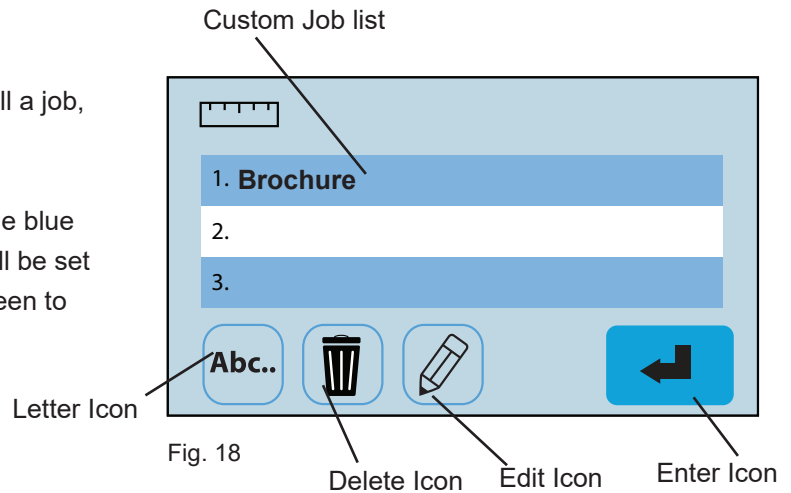 Custom Job list
ll a job,
1. Brochure
e blue
2.
ll be set
3.
een to
Abc..
Letter Icon
Fig. 18
Delete Icon
Edit Icon
Enter Icon